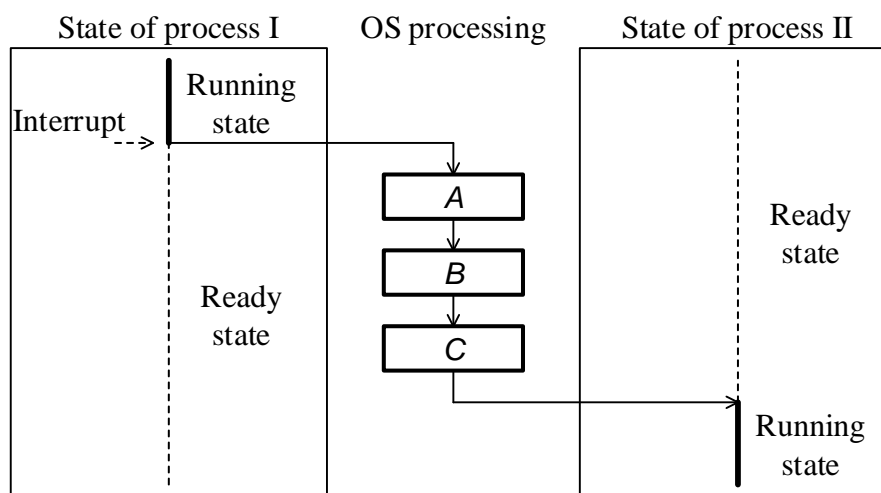 State of process I
OS processing
State of process II
Running
state
Interrupt
A
Ready
state
B
Ready
state
C
Running
state